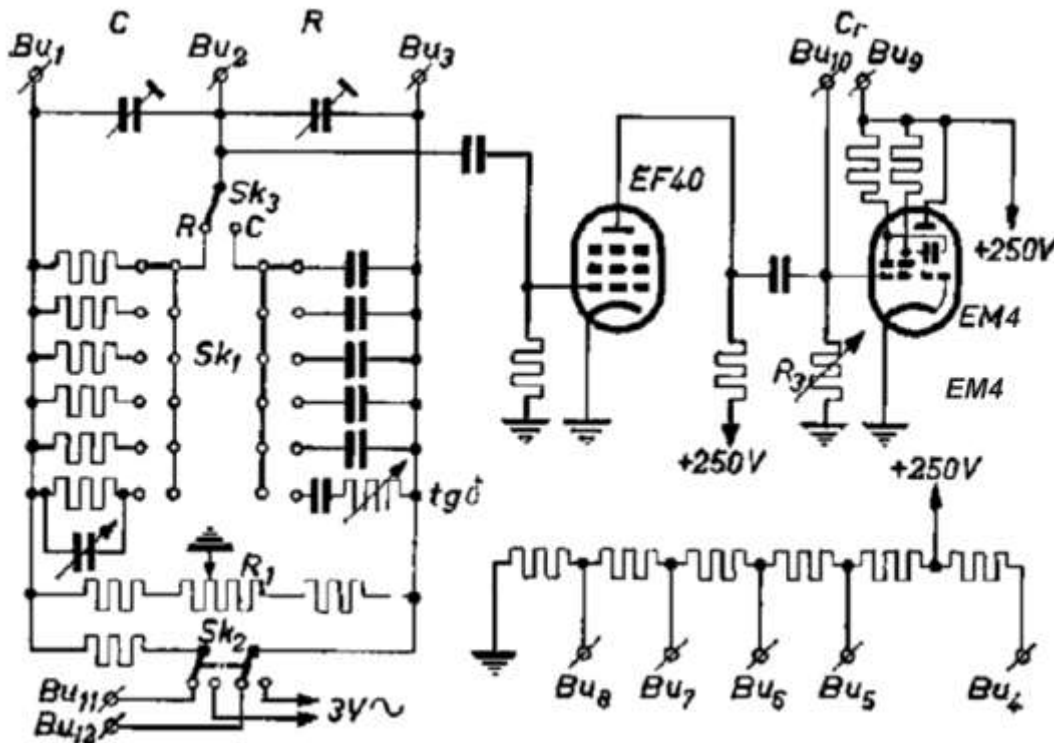 C R Cr
Bu1 Bu2 Bu3 Bu10 Bu9
Sk3 EF40
R C
+250V
Sk1 EM4
R3 EM4
+250V +250V
tgδ
R1
Sk2
Bu11 3V~ Bu8 Bu7 Bu6 Bu5 Bu4
Bu12